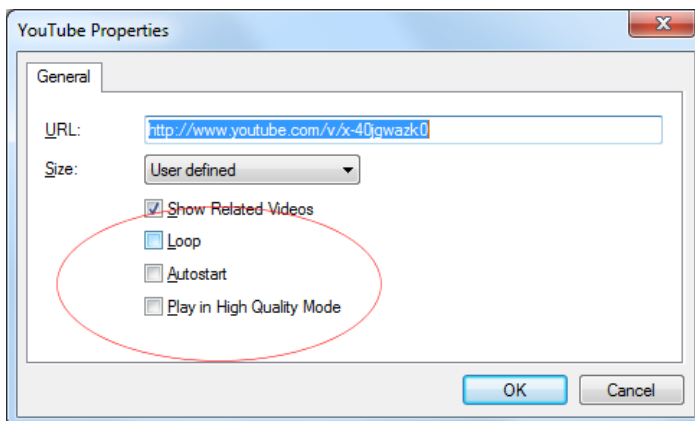 YouTube Properties
General
URL: http://www.youtube.com/v/x-40jgwazk0
Size: User defined
Show Related Videos
Loop
Autostart
Play in High Quality Mode
OK Cancel